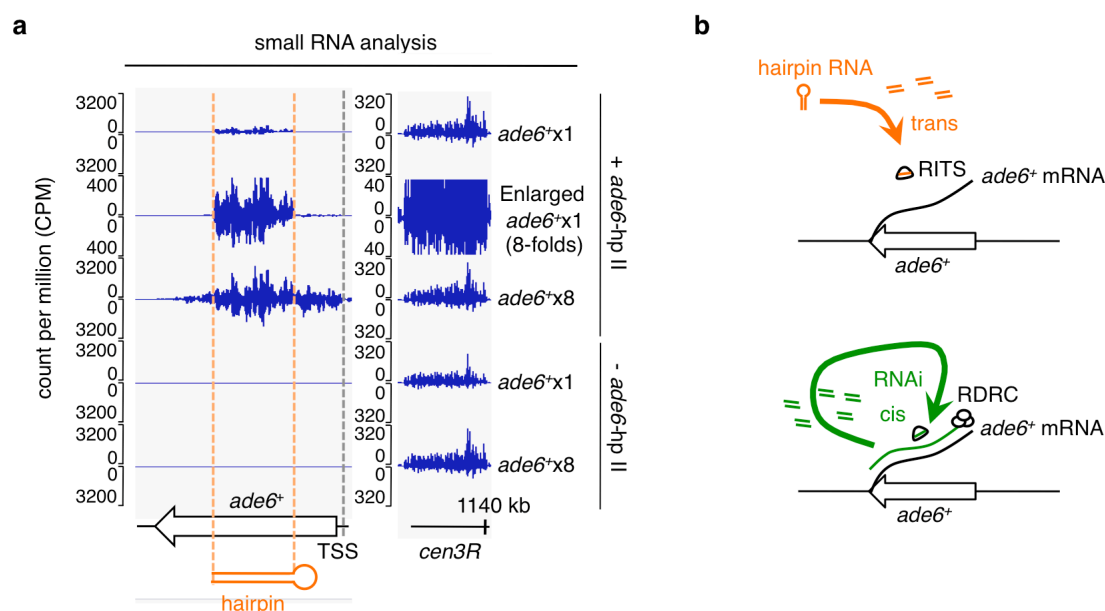 a
small RNA analysis
count per million (CPM)
3200
0
0
3200
320
0
0
320
ade6+x1
400
0
0
400
40
0
0
40
Enlarged
ade6+x1
(8-folds)
3200
0
0
3200
320
0
0
320
ade6+x8
+ ade6-hp II
3200
0
0
3200
320
0
0
320
ade6+x1
3200
0
0
3200
320
0
0
320
ade6+x8
- ade6-hp II
ade6+
TSS
hairpin
1140 kb
cen3R
b
hairpin RNA
trans
RITS
ade6+ mRNA
ade6+
RNAi
cis
RDRC
ade6+ mRNA
ade6+